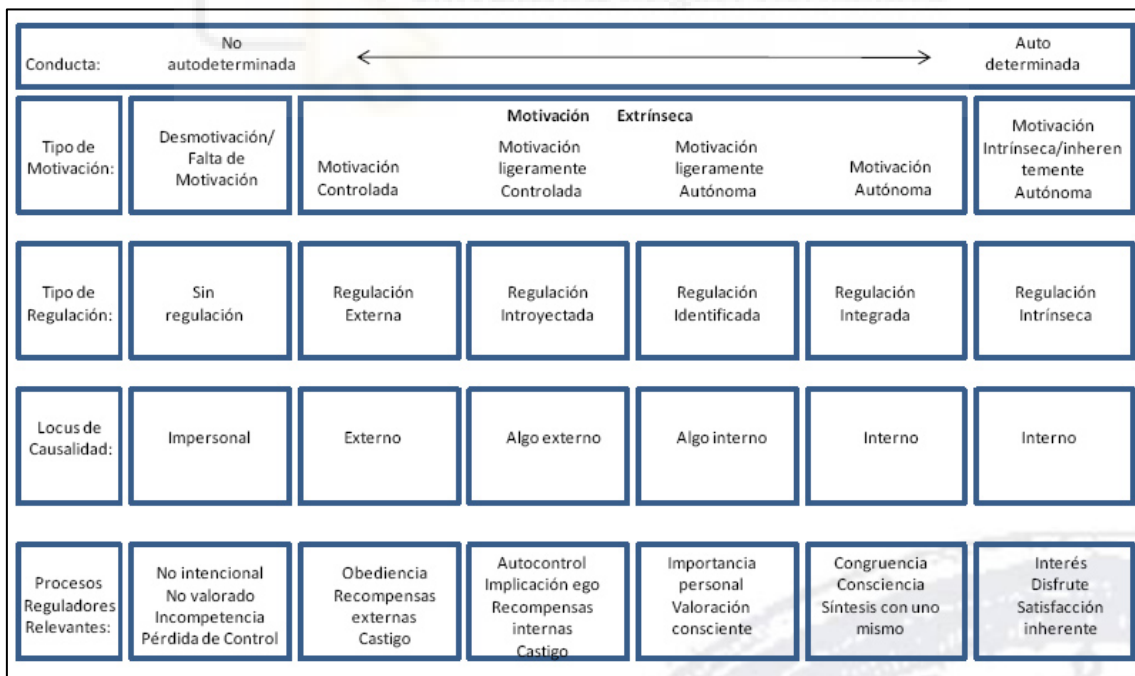 Conducta:
No
autodeterminada
Auto
determinada
Tipo de
Motivación:
Desmotivación/
Falta de
Motivación
Motivación Extrínseca
Motivación
Controlada
Motivación
ligeramente
Controlada
Motivación
ligeramente
Autónoma
Motivación
Autónoma
Motivación
Intrínseca/inheren
temente
Autónoma
Tipo de
Regulación:
Sin
regulación
Regulación
Externa
Regulación
Introyectada
Regulación
Identificada
Regulación
Integrada
Regulación
Intrínseca
Locus de
Causalidad:
Impersonal
Externo
Algo externo
Algo interno
Interno
Interno
Procesos
Reguladores
Relevantes:
No intencional
No valorado
Incompetencia
Pérdida de Control
Obediencia
Recompensas
externas
Castigo
Autocontrol
Implicación ego
Recompensas
internas
Castigo
Importancia
personal
Valoración
consciente
Congruencia
Consciencia
Síntesis con uno
mismo
Interés
Disfrute
Satisfacción
inherente